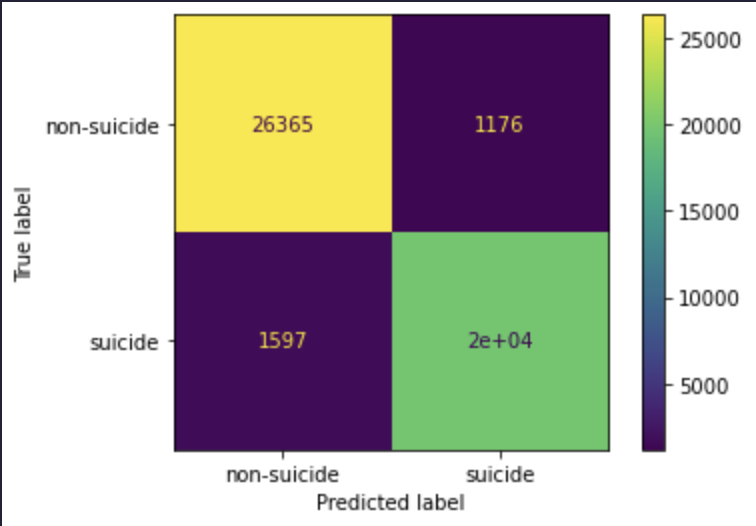 25000
non-suicide
26365
1176
20000
True label
15000
10000
suicide
1597
2e+04
5000
non-suicide
suicide
Predicted label